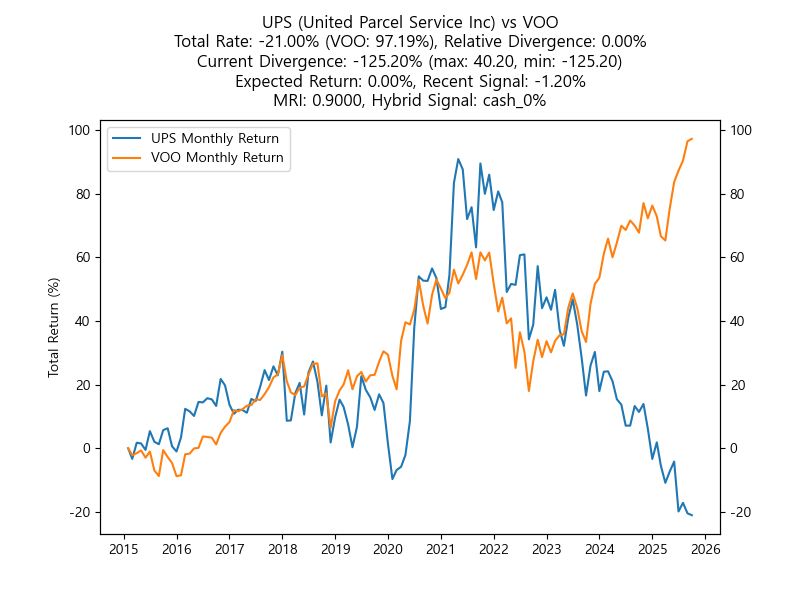 UPS (United Parcel Service Inc) vs VOO
Total Rate: -21.00% (VOO: 97.19%), Relative Divergence: 0.00%
Current Divergence: -125.20% (max: 40.20, min: -125.20)
Expected Return: 0.00%, Recent Signal: -1.20%
MRI: 0.9000, Hybrid Signal: cash_0%
UPS Monthly Return
VOO Monthly Return
Total Return (%)
100
80
60
40
20
0
-20
100
80
60
40
20
0
-20
2015 2016 2017 2018 2019 2020 2021 2022 2023 2024 2025 2026